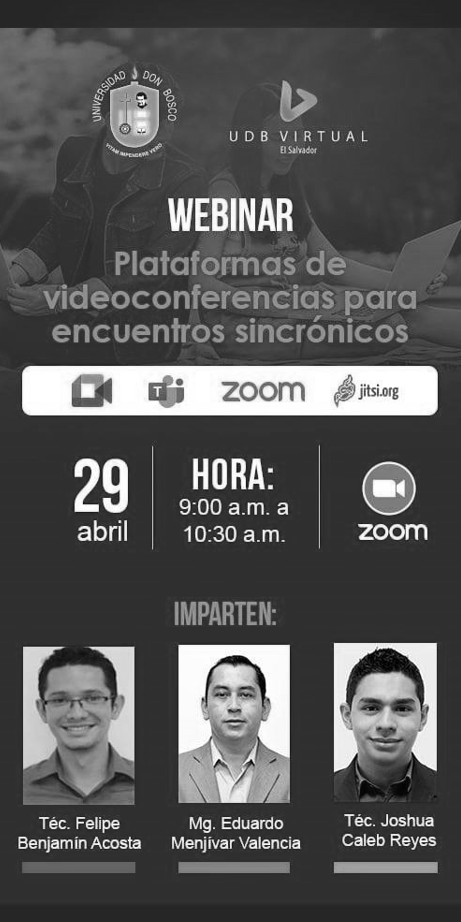 UNIVERSIDAD DON BOSCO
VITAM IMPENDERE VERO
UDB VIRTUAL
El Salvador
WEBINAR
Plataformas de
videoconferencias para
encuentros sincrónicos
zoom
jitsi.org
29
abril
HORA:
9:00 a.m. a
10:30 a.m.
zoom
IMPARTEN:
Téc. Felipe
Benjamín Acosta
Mg. Eduardo
Menjívar Valencia
Téc. Joshua
Caleb Reyes